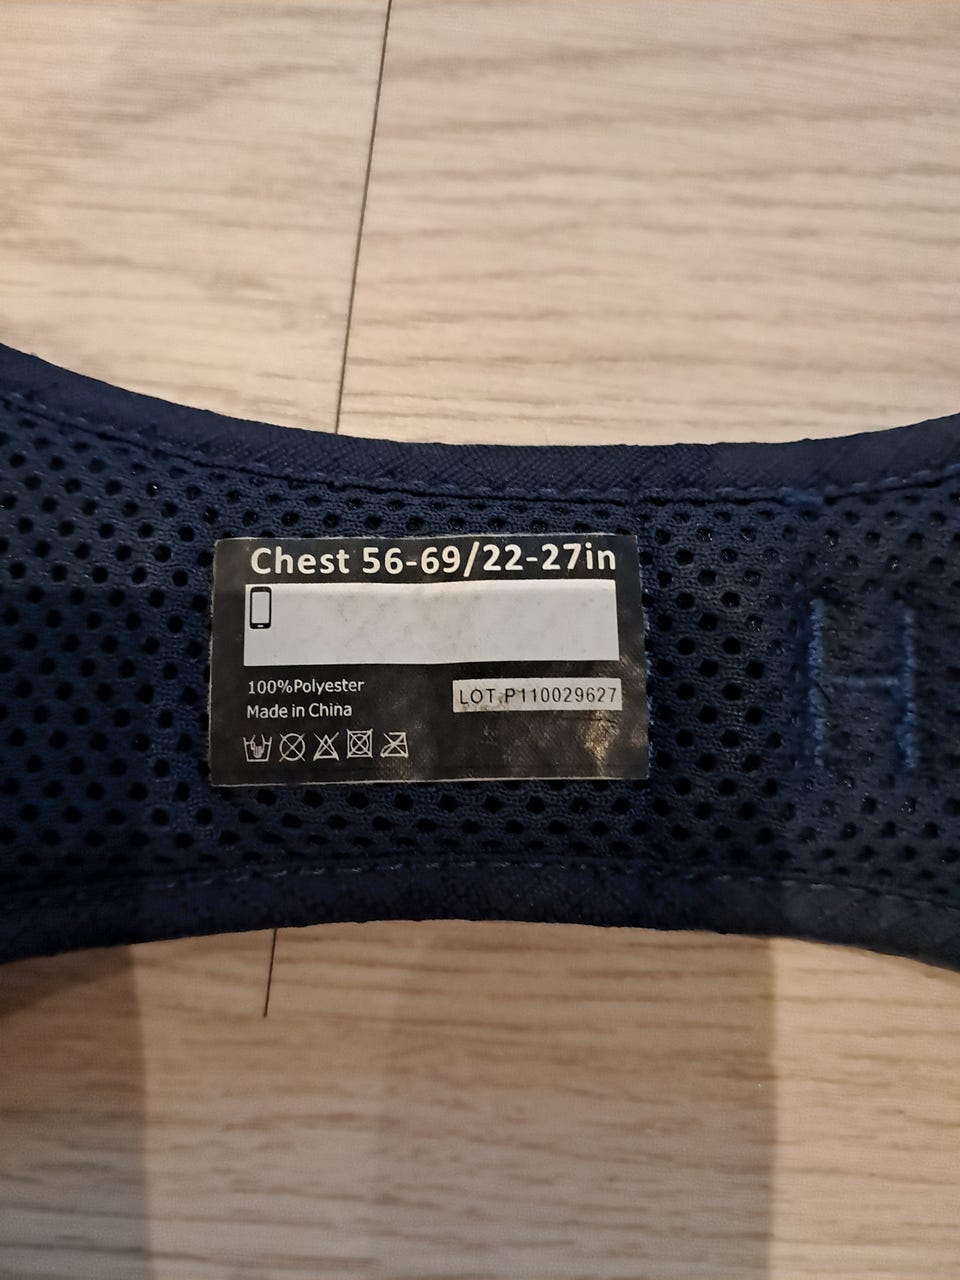 Chest 56-69/22-27in
100%Polyester
Made in China
LOT:P110029627